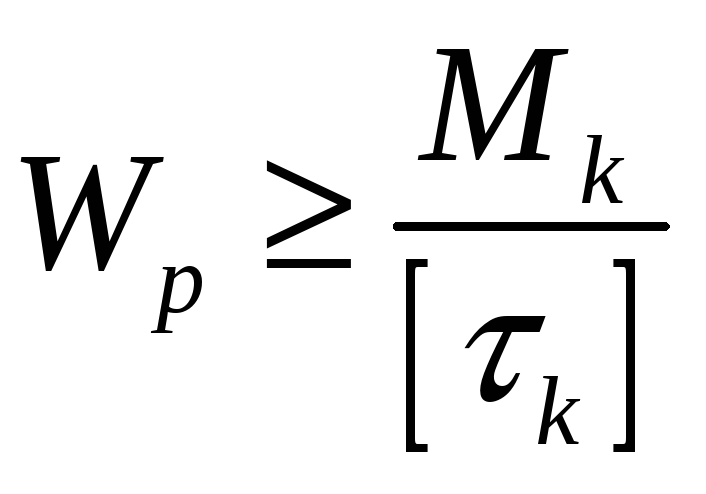 W_p ≥ M_k / [τ_k]